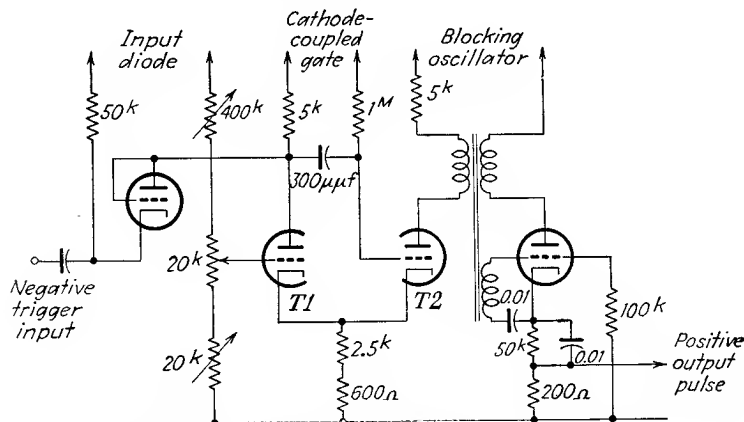 Input
diode
Cathode-
coupled
gate
Blocking
oscillator
50k
400k
5k
1M
5k
300μμf
20k
T1
T2
Negative
trigger
input
0.01
100k
2.5k
50k
0.01
Positive
output
pulse
20k
600Ω
200Ω